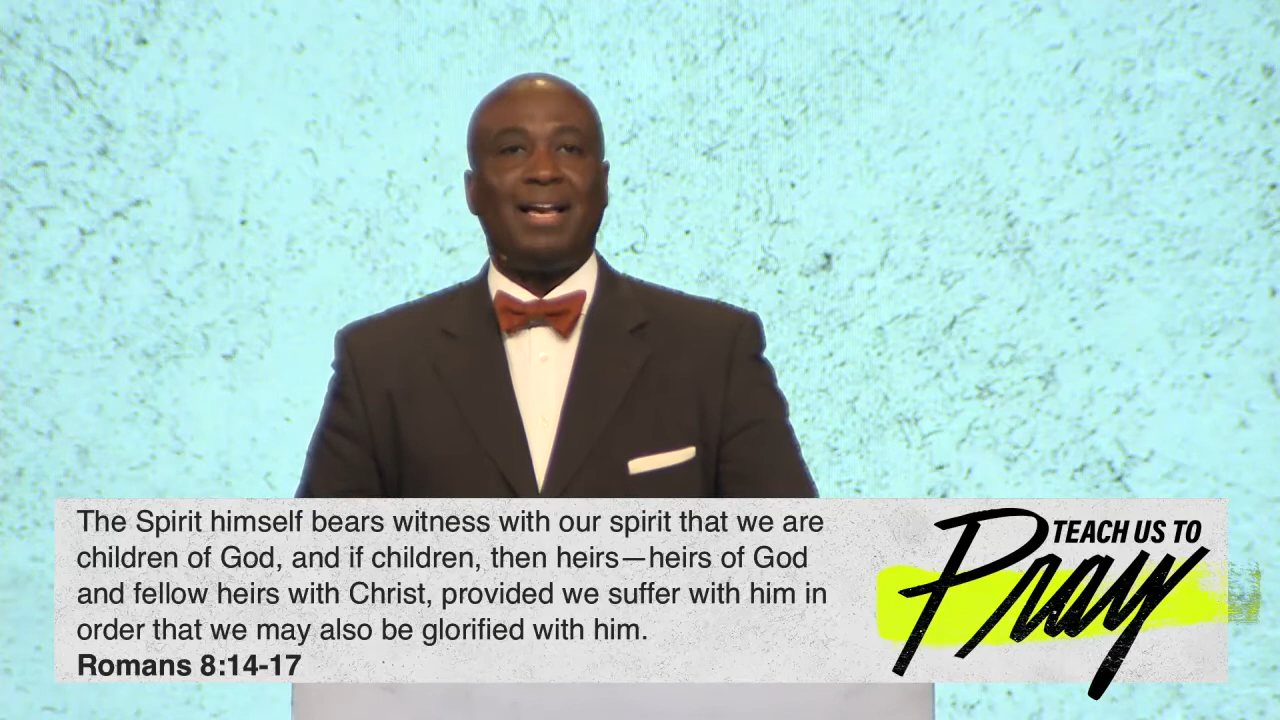 The Spirit himself bears witness with our spirit that we are
children of God, and if children, then heirs—heirs of God
and fellow heirs with Christ, provided we suffer with him in
order that we may also be glorified with him.
Romans 8:14-17
TEACH US TO
Pray